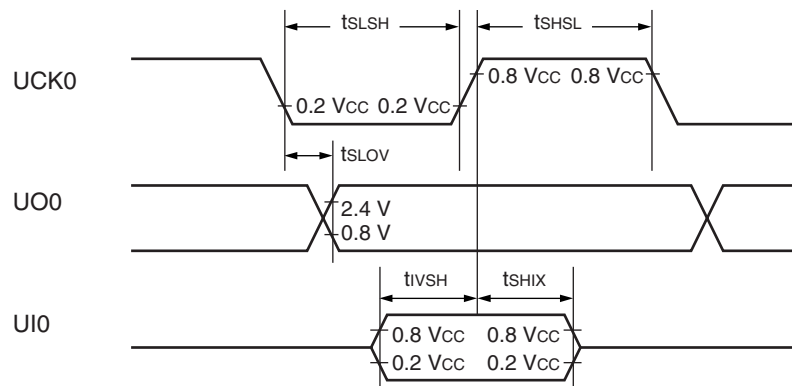 tSLSH tSHSL
UCK0
0.8 VCC 0.8 VCC
0.2 VCC 0.2 VCC
tSLOV
UO0
2.4 V
0.8 V
tIVSH tSHIX
UI0
0.8 VCC 0.8 VCC
0.2 VCC 0.2 VCC